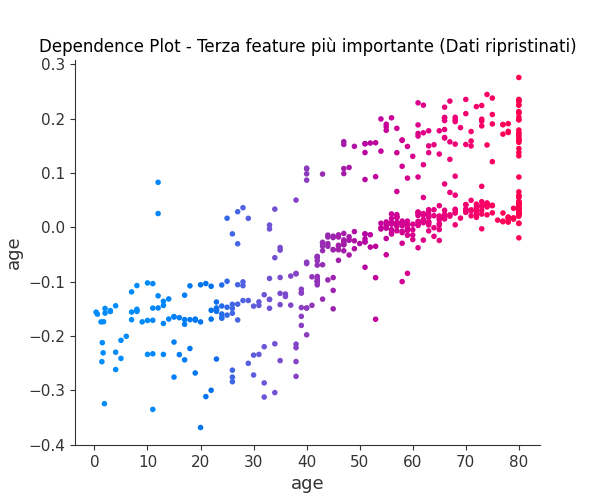 Dependence Plot - Terza feature più importante (Dati ripristinati)
0.3
0.2
0.1
0.0
−0.1
−0.2
−0.3
−0.4
age
0 10 20 30 40 50 60 70 80
age